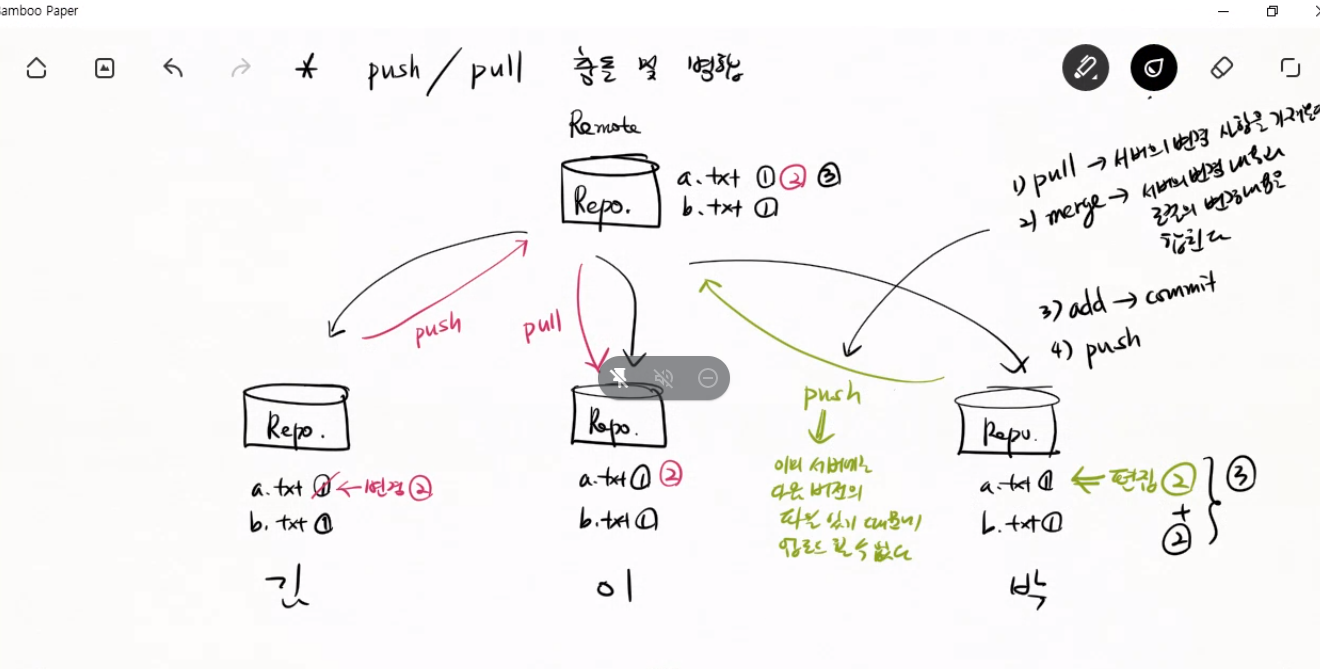 amboo Paper
* push / pull 충돌 및 병합
Remote
Repo.
a.txt ① ② ③
b.txt ①
1) pull → 서버의 변경 사항을 가져온다
2) merge → 서버의 변경 내용과
로컬의 변경내용을
합친다
3) add → commit
4) push
push
pull
push
이미 서버에는
다른 버전의
파일 있기 때문에
업로드 할 수 없다
Repo.
a.txt ① ← 변경 ②
b.txt ①
김
Repo.
a.txt ① ②
b.txt ①
이
Repo.
a.txt ① ⇐ 편집 ②
+
②
③
b.txt ①
박